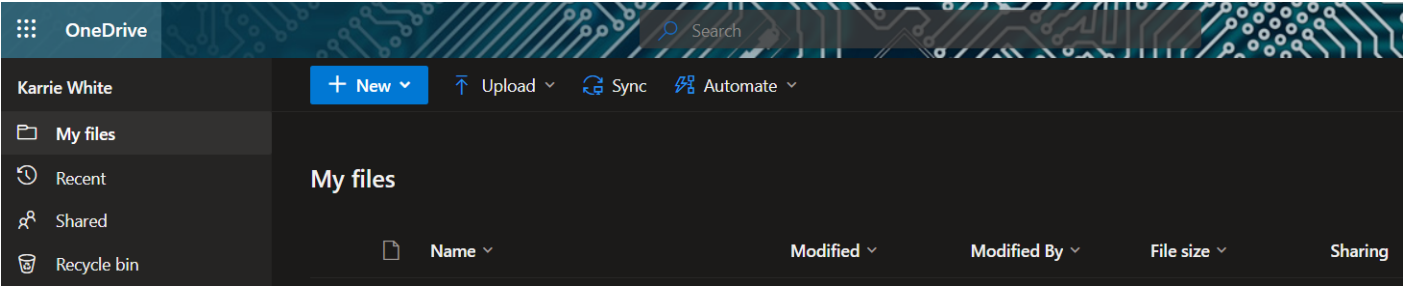 OneDrive
Search
Karrie White
New
Upload
Sync
Automate
My files
Recent
Shared
Recycle bin
My files
Name
Modified
Modified By
File size
Sharing